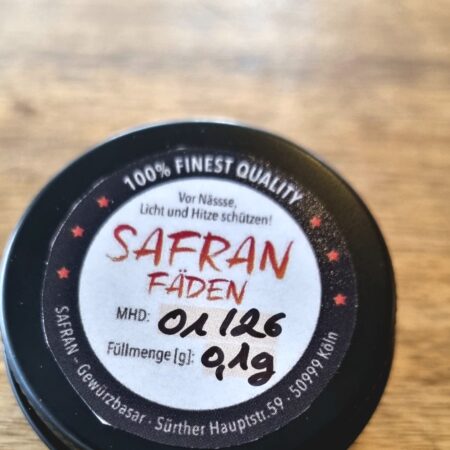 100% FINEST QUALITY
Vor Nässse,
Licht und Hitze schützen!
SAFRAN
FÄDEN
MHD: 01/26
Füllmenge [g]: 0,1g
SAFRAN - Gewürzbasar · Sürther Hauptstr.59 · 50999 Köln